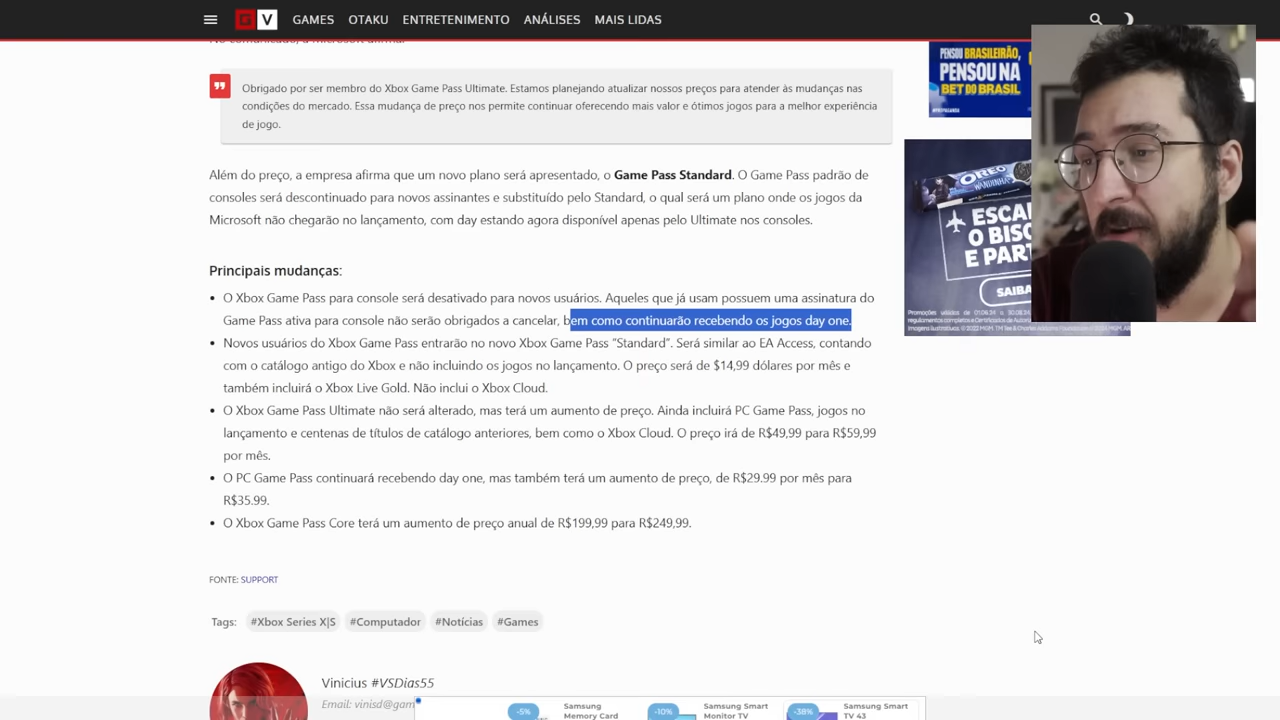 GV
GAMES
OTAKU
ENTRETENIMENTO
ANÁLISES
MAIS LIDAS
No comunicado, a Microsoft afirma:
Obrigado por ser membro do Xbox Game Pass Ultimate. Estamos planejando atualizar nossos preços para atender às mudanças nas
condições do mercado. Essa mudança de preço nos permite continuar oferecendo mais valor e ótimos jogos para a melhor experiência
de jogo.
Além do preço, a empresa afirma que um novo plano será apresentado, o Game Pass Standard. O Game Pass padrão de
consoles será descontinuado para novos assinantes e substituído pelo Standard, o qual será um plano onde os jogos da
Microsoft não chegarão no lançamento, com day estando agora disponível apenas pelo Ultimate nos consoles.
Principais mudanças:
O Xbox Game Pass para console será desativado para novos usuários. Aqueles que já usam possuem uma assinatura do
Game Pass ativa para console não serão obrigados a cancelar, bem como continuarão recebendo os jogos day one.
Novos usuários do Xbox Game Pass entrarão no novo Xbox Game Pass “Standard”. Será similar ao EA Access, contando
com o catálogo antigo do Xbox e não incluindo os jogos no lançamento. O preço será de $14,99 dólares por mês e
também incluirá o Xbox Live Gold. Não inclui o Xbox Cloud.
O Xbox Game Pass Ultimate não será alterado, mas terá um aumento de preço. Ainda incluirá PC Game Pass, jogos no
lançamento e centenas de títulos de catálogo anteriores, bem como o Xbox Cloud. O preço irá de R$49,99 para R$59,99
por mês.
O PC Game Pass continuará recebendo day one, mas também terá um aumento de preço, de R$29.99 por mês para
R$35.99.
O Xbox Game Pass Core terá um aumento de preço anual de R$199,99 para R$249,99.
FONTE: SUPPORT
Tags: #Xbox Series X|S #Computador #Notícias #Games
Vinicius #VSDias55
Email: vinisd@gam
-5%
Samsung
Memory Card
-10%
Samsung Smart
Monitor TV
-38%
Samsung Smart
TV 43
PENSOU BRASILEIRÃO,
PENSOU NA
BET DO BRASIL
OREO
WANDINHA
ESCA
O BISC
E PART
SAIBA